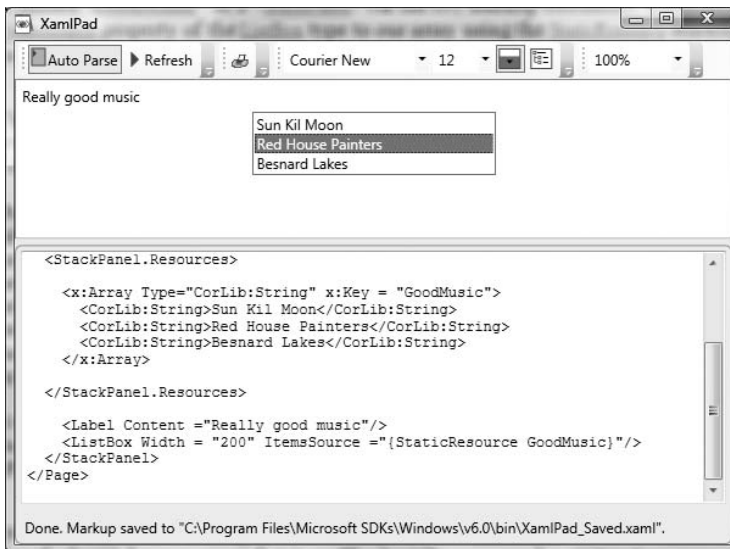 XamlPad
Auto Parse Refresh Courier New 12 100%
Really good music
Sun Kil Moon
Red House Painters
Besnard Lakes
<StackPanel.Resources>
<x:Array Type="CorLib:String" x:Key = "GoodMusic">
<CorLib:String>Sun Kil Moon</CorLib:String>
<CorLib:String>Red House Painters</CorLib:String>
<CorLib:String>Besnard Lakes</CorLib:String>
</x:Array>
</StackPanel.Resources>
<Label Content ="Really good music"/>
<ListBox Width = "200" ItemsSource ="{StaticResource GoodMusic}"/>
</StackPanel>
</Page>
Done. Markup saved to "C:\Program Files\Microsoft SDKs\Windows\v6.0\bin\XamlPad_Saved.xaml".